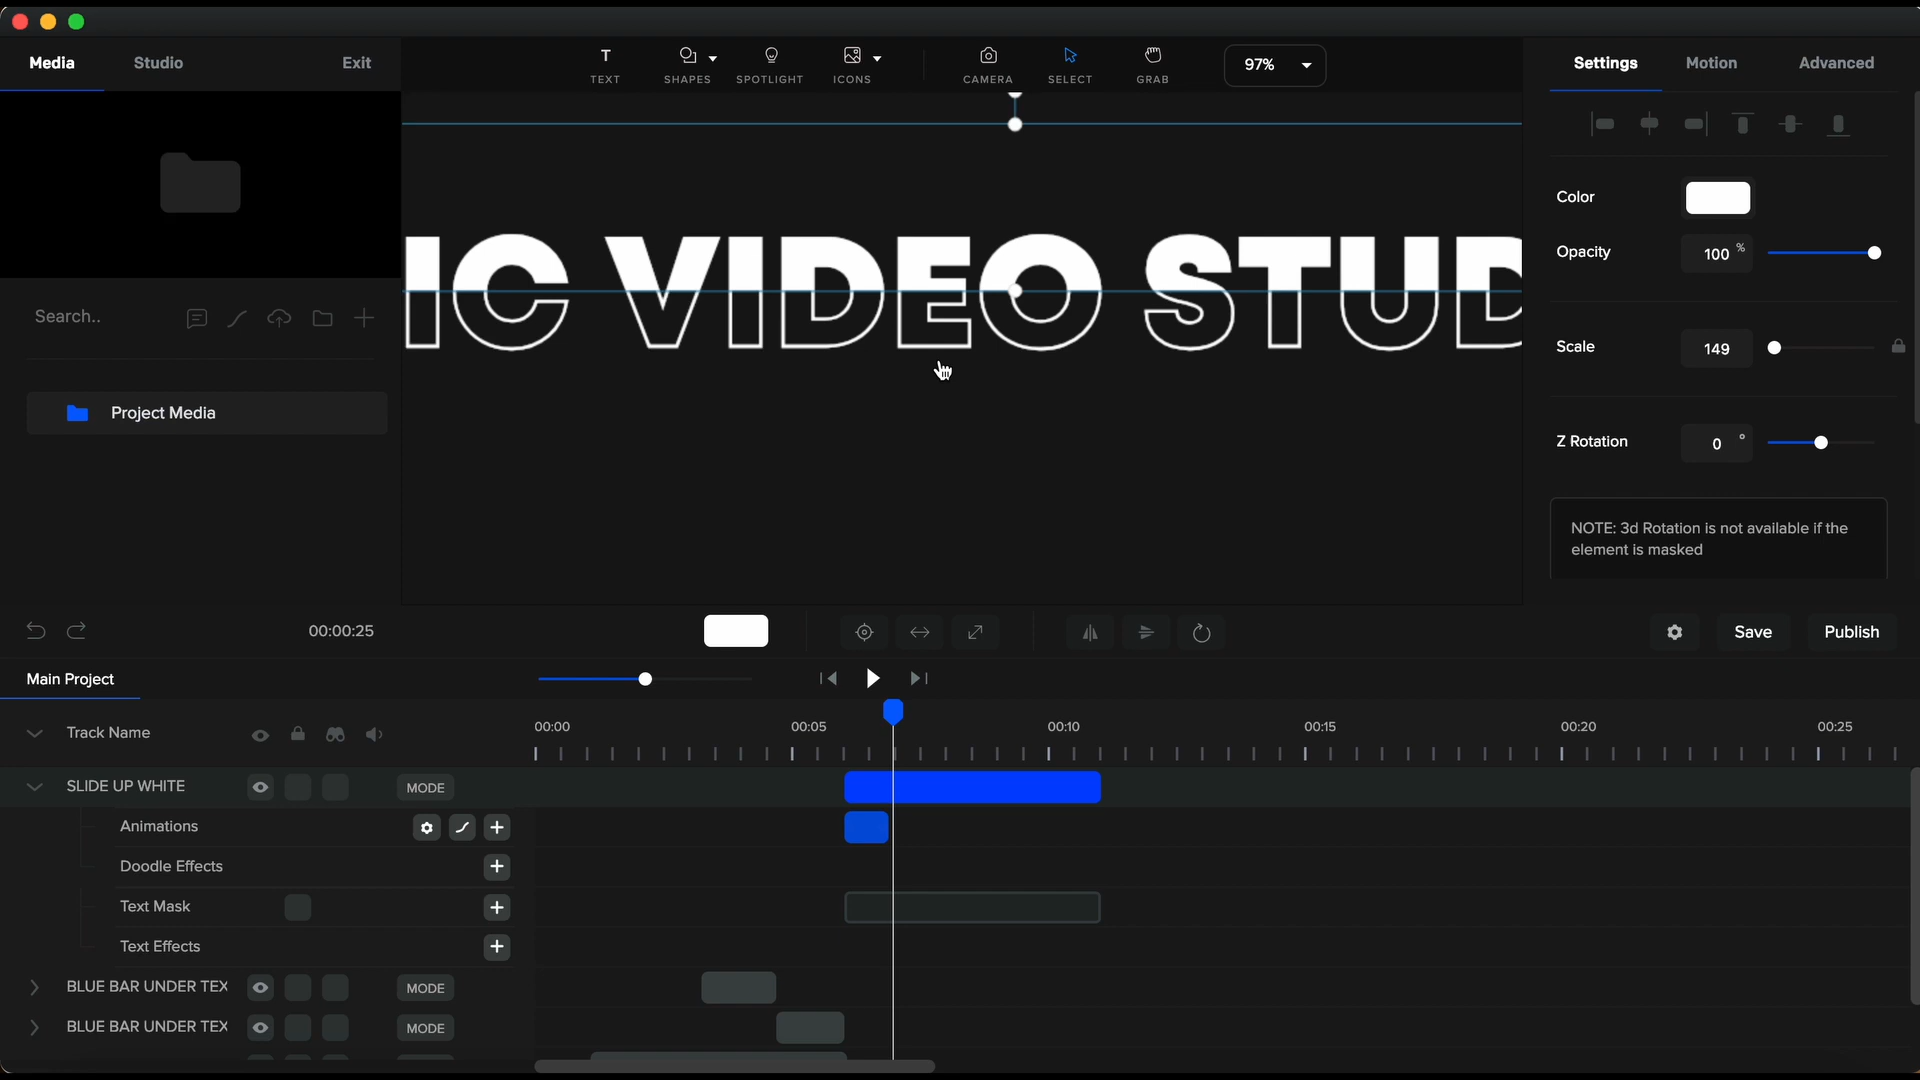 Media Studio Exit
TEXT SHAPES SPOTLIGHT ICONS CAMERA SELECT GRAB 97%
Settings Motion Advanced
Color
Opacity 100 %
Scale 149
Z Rotation 0 °
NOTE: 3d Rotation is not available if the
element is masked
IC VIDEO STUD
Search..
Project Media
00:00:25
Save Publish
Main Project
Track Name
00:00 00:05 00:10 00:15 00:20 00:25
SLIDE UP WHITE MODE
Animations
Doodle Effects
Text Mask
Text Effects
BLUE BAR UNDER TEX MODE
BLUE BAR UNDER TEX MODE